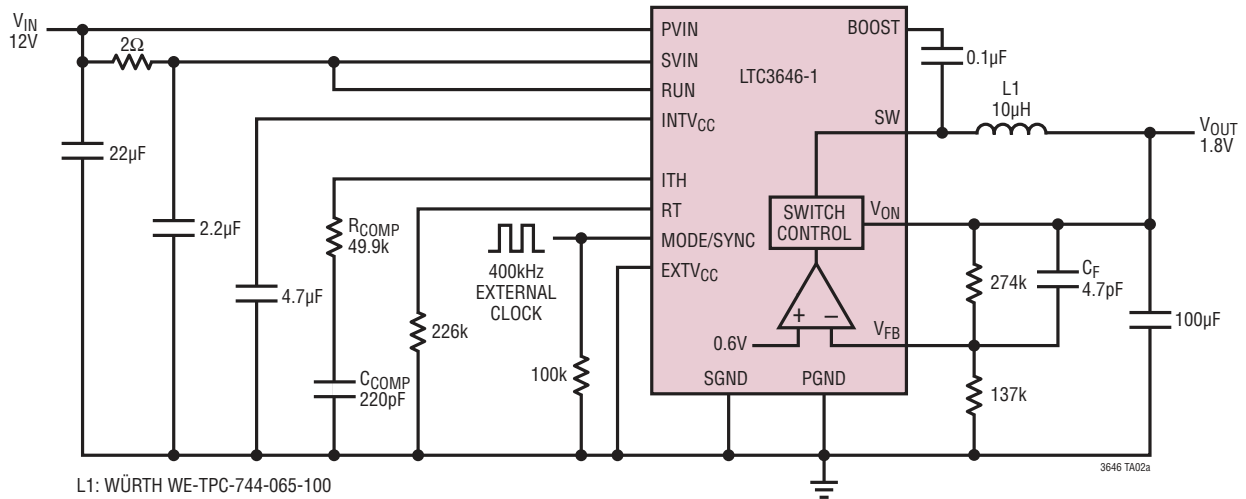 VIN
12V
2Ω
22µF
2.2µF
4.7µF
RCOMP
49.9k
CCOMP
220pF
226k
400kHz
EXTERNAL
CLOCK
100k
PVIN
SVIN
RUN
INTVCC
ITH
RT
MODE/SYNC
EXTVCC
LTC3646-1
BOOST
SW
SWITCH
CONTROL
VON
+ –
0.6V
VFB
SGND
PGND
0.1µF
L1
10µH
VOUT
1.8V
274k
CF
4.7pF
100µF
137k
3646 TA02a
L1: WÜRTH WE-TPC-744-065-100